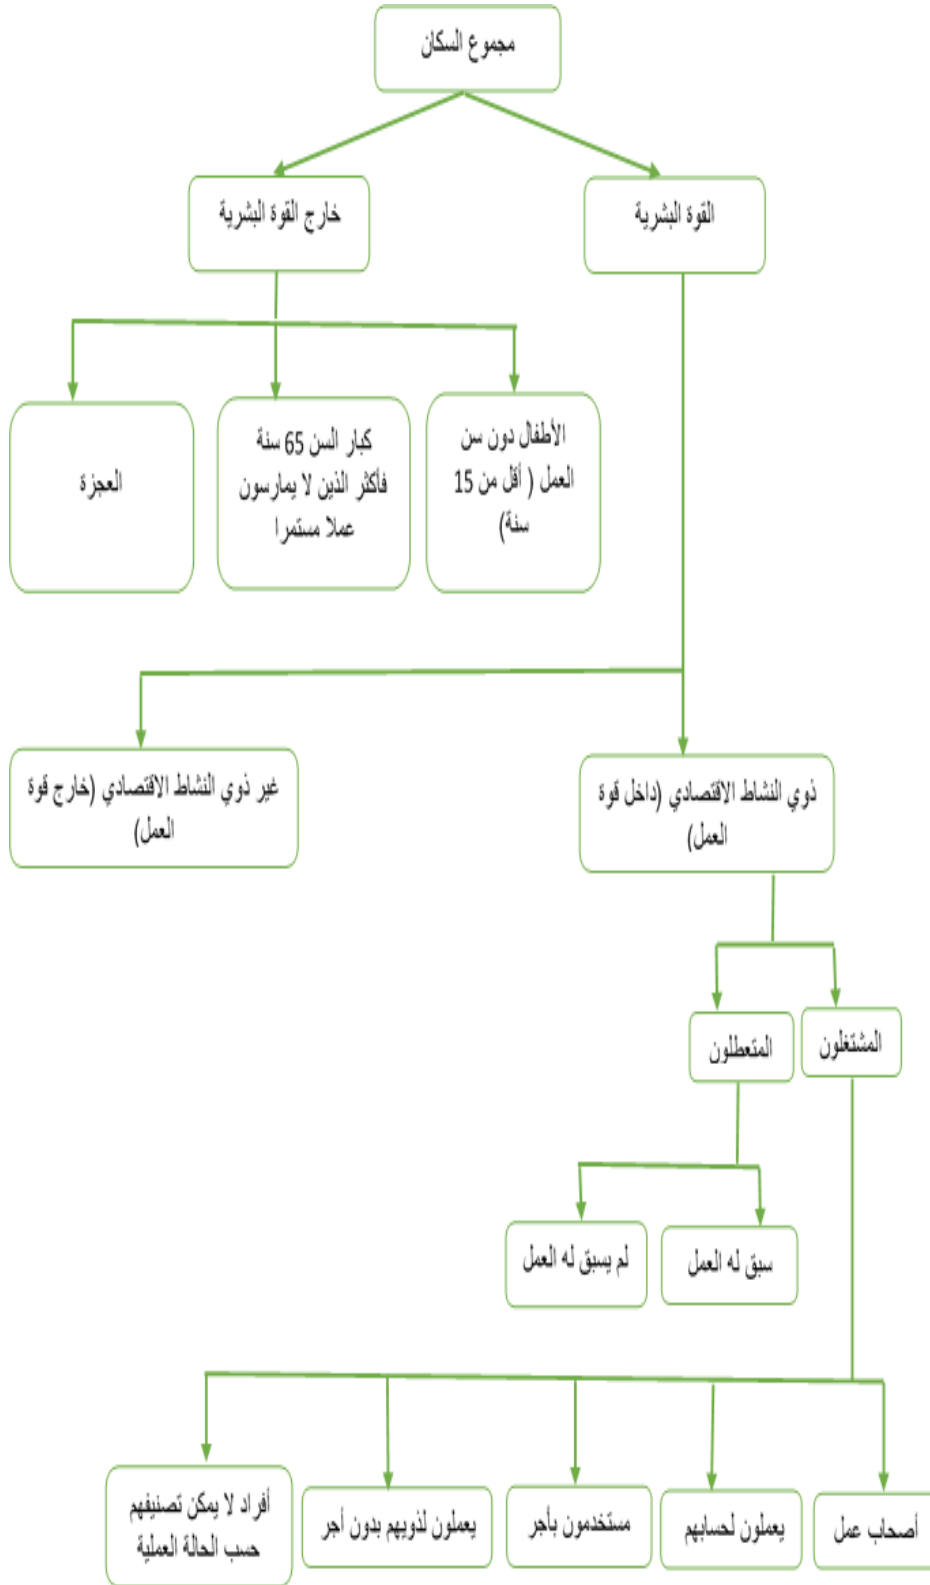 مجموع السكان
القوة البشرية
خارج القوة البشرية
الأطفال دون سن
العمل ( أقل من 15
سنة)
كبار السن 65 سنة
فأكثر الذين لا يمارسون
عملا مستمرا
العجزة
ذوي النشاط الاقتصادي (داخل قوة
العمل)
غير ذوي النشاط الاقتصادي (خارج قوة
العمل)
المشتغلون
المتعطلون
سبق له العمل
لم يسبق له العمل
أصحاب عمل
يعملون لحسابهم
مستخدمون بأجر
يعملون لذويهم بدون أجر
أفراد لا يمكن تصنيفهم
حسب الحالة العملية